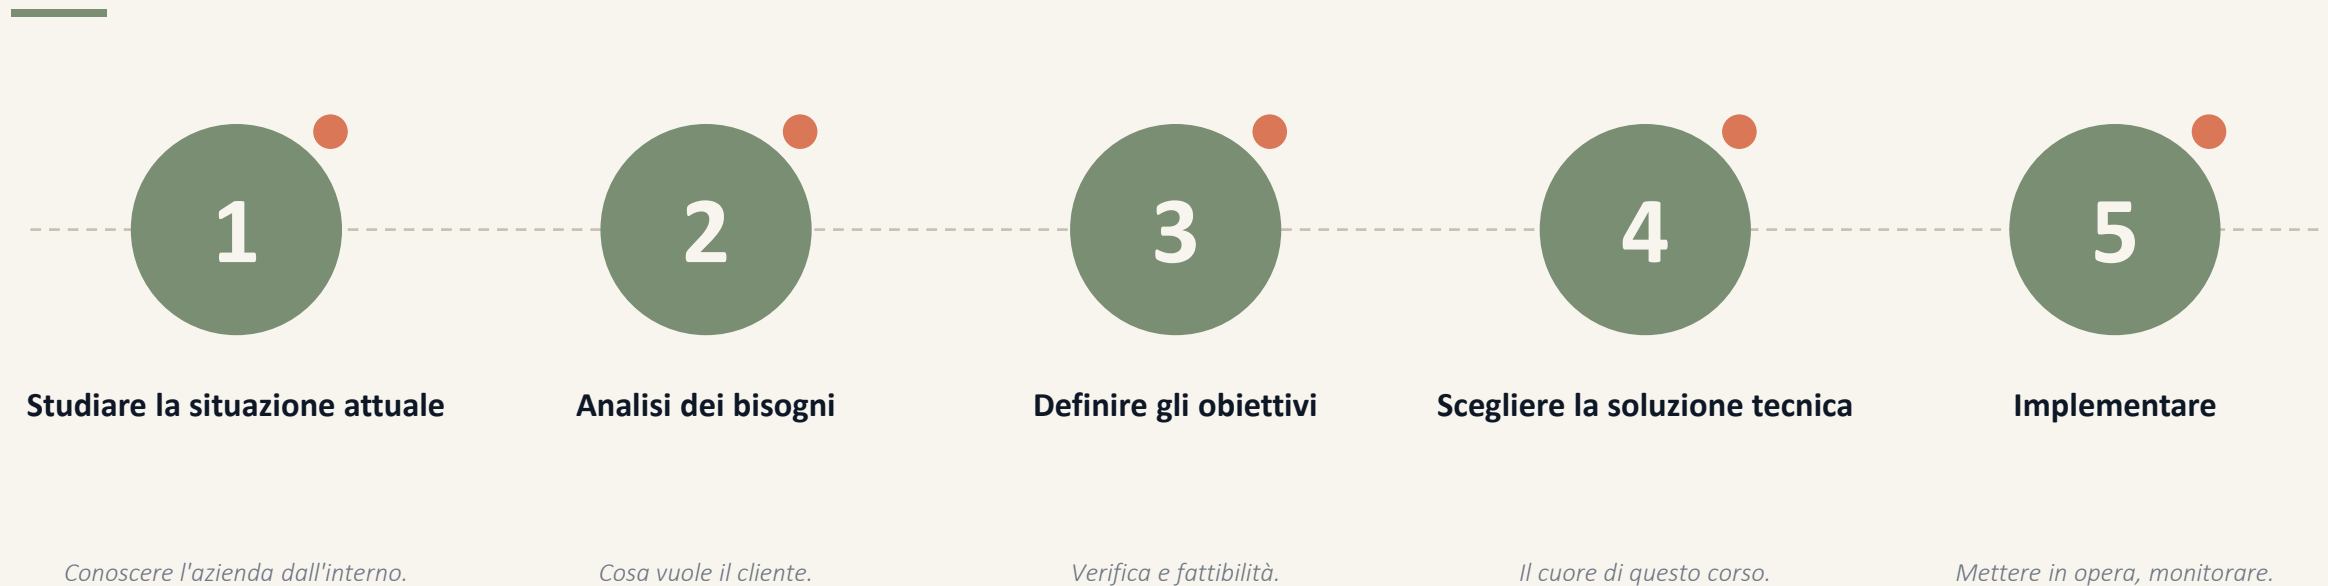 1
2
3
4
5
Studiare la situazione attuale
Analisi dei bisogni
Definire gli obiettivi
Scegliere la soluzione tecnica
Implementare
Conoscere l'azienda dall'interno.
Cosa vuole il cliente.
Verifica e fattibilità.
Il cuore di questo corso.
Mettere in opera, monitorare.